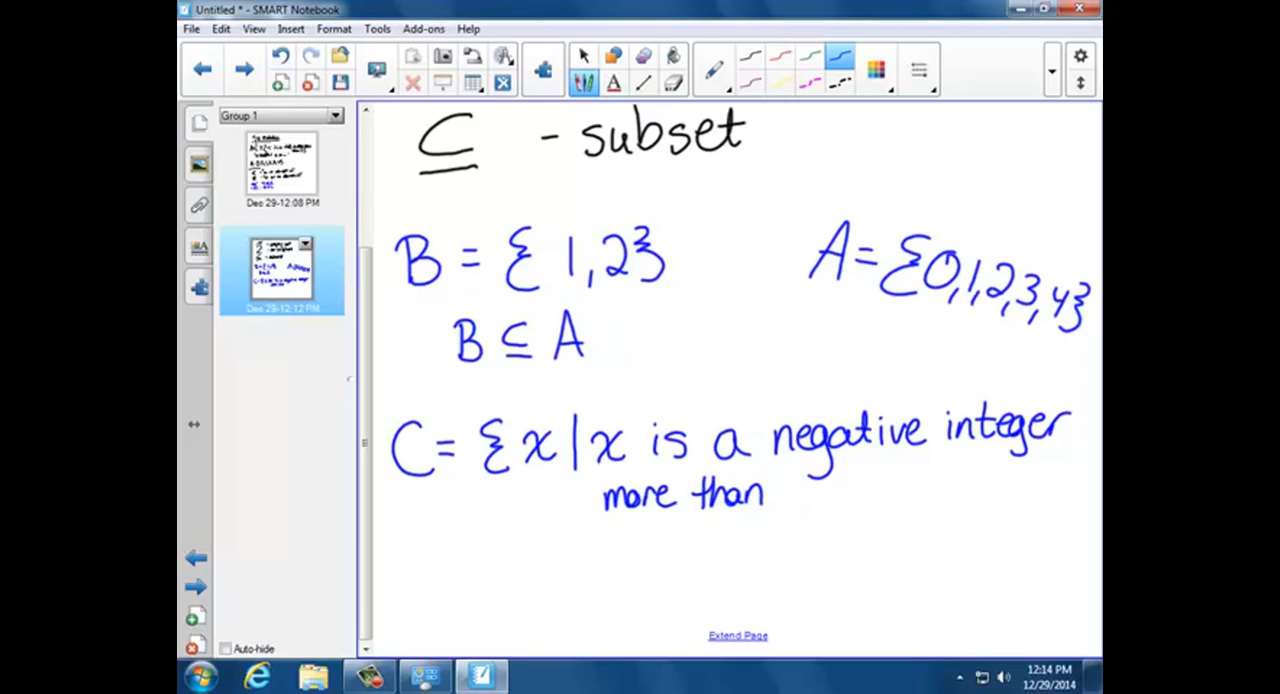 Untitled * - SMART Notebook
File Edit View Insert Format Tools Add-ons Help
Group 1
Dec 29-12:08 PM
Dec 29-12:12 PM
⊆ - subset
B = { 1, 2}
A = {0, 1, 2, 3, 4}
B ⊆ A
C = { x | x is a negative integer
more than
Extend Page
Auto-hide
12:14 PM
12/29/2014